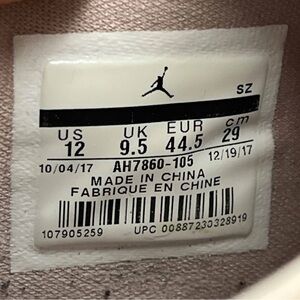 SZ
US UK EUR cm
12 9.5 44.5 29
10/04/17 AH7860-105 12/19/17
MADE IN CHINA
FABRIQUE EN CHINE
107905259 UPC 00887230328919